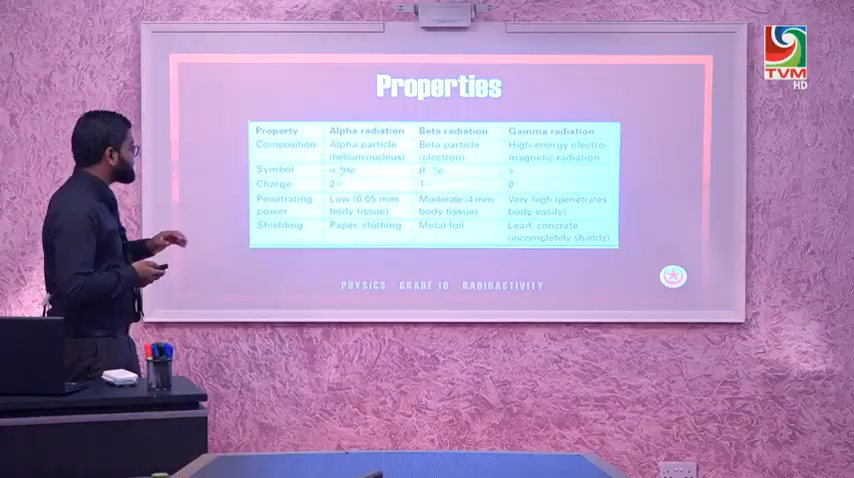 TVM
HD
Properties
Property Alpha radiation Beta radiation Gamma radiation
Composition Alpha particle Beta particle High-energy electro-
(helium nucleus) (electron) magnetic radiation
Symbol
Charge 2+ 1− 0
Penetrating Low (0.05 mm Moderate (4 mm Very high (penetrates
power body tissue) body tissue) body easily)
Shielding Paper, clothing Metal foil Lead, concrete
(incompletely shields)
PHYSICS GRADE 10 RADIOACTIVITY